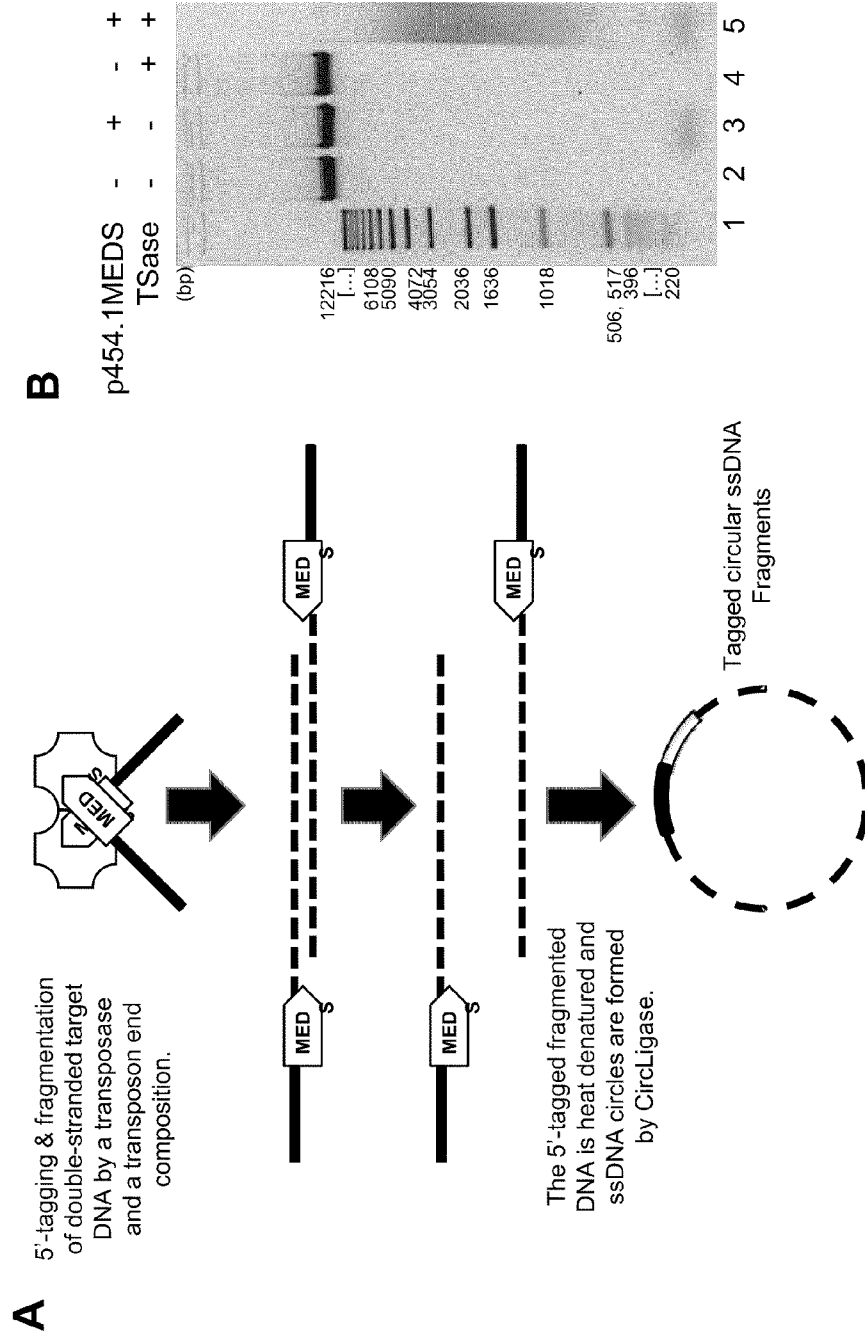 A
5'-tagging & fragmentation
of double-stranded target
DNA by a transposase
and a transposon end
composition.
MED
S
MED
S
MED
S
MED
S
MED
S
The 5'-tagged fragmented
DNA is heat denatured and
ssDNA circles are formed
by CircLigase.
Tagged circular ssDNA
Fragments
B
p454.1MEDS - + - +
TSase - - + +
(bp)
12216
[...]
6108
5090
4072
3054
2036
1636
1018
506, 517
396
[...]
220
1 2 3 4 5